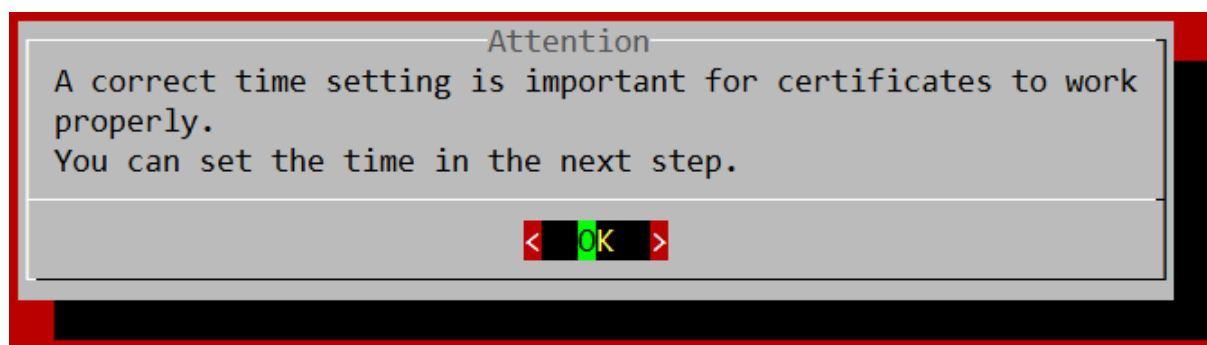 Attention
A correct time setting is important for certificates to work
properly.
You can set the time in the next step.
< OK >